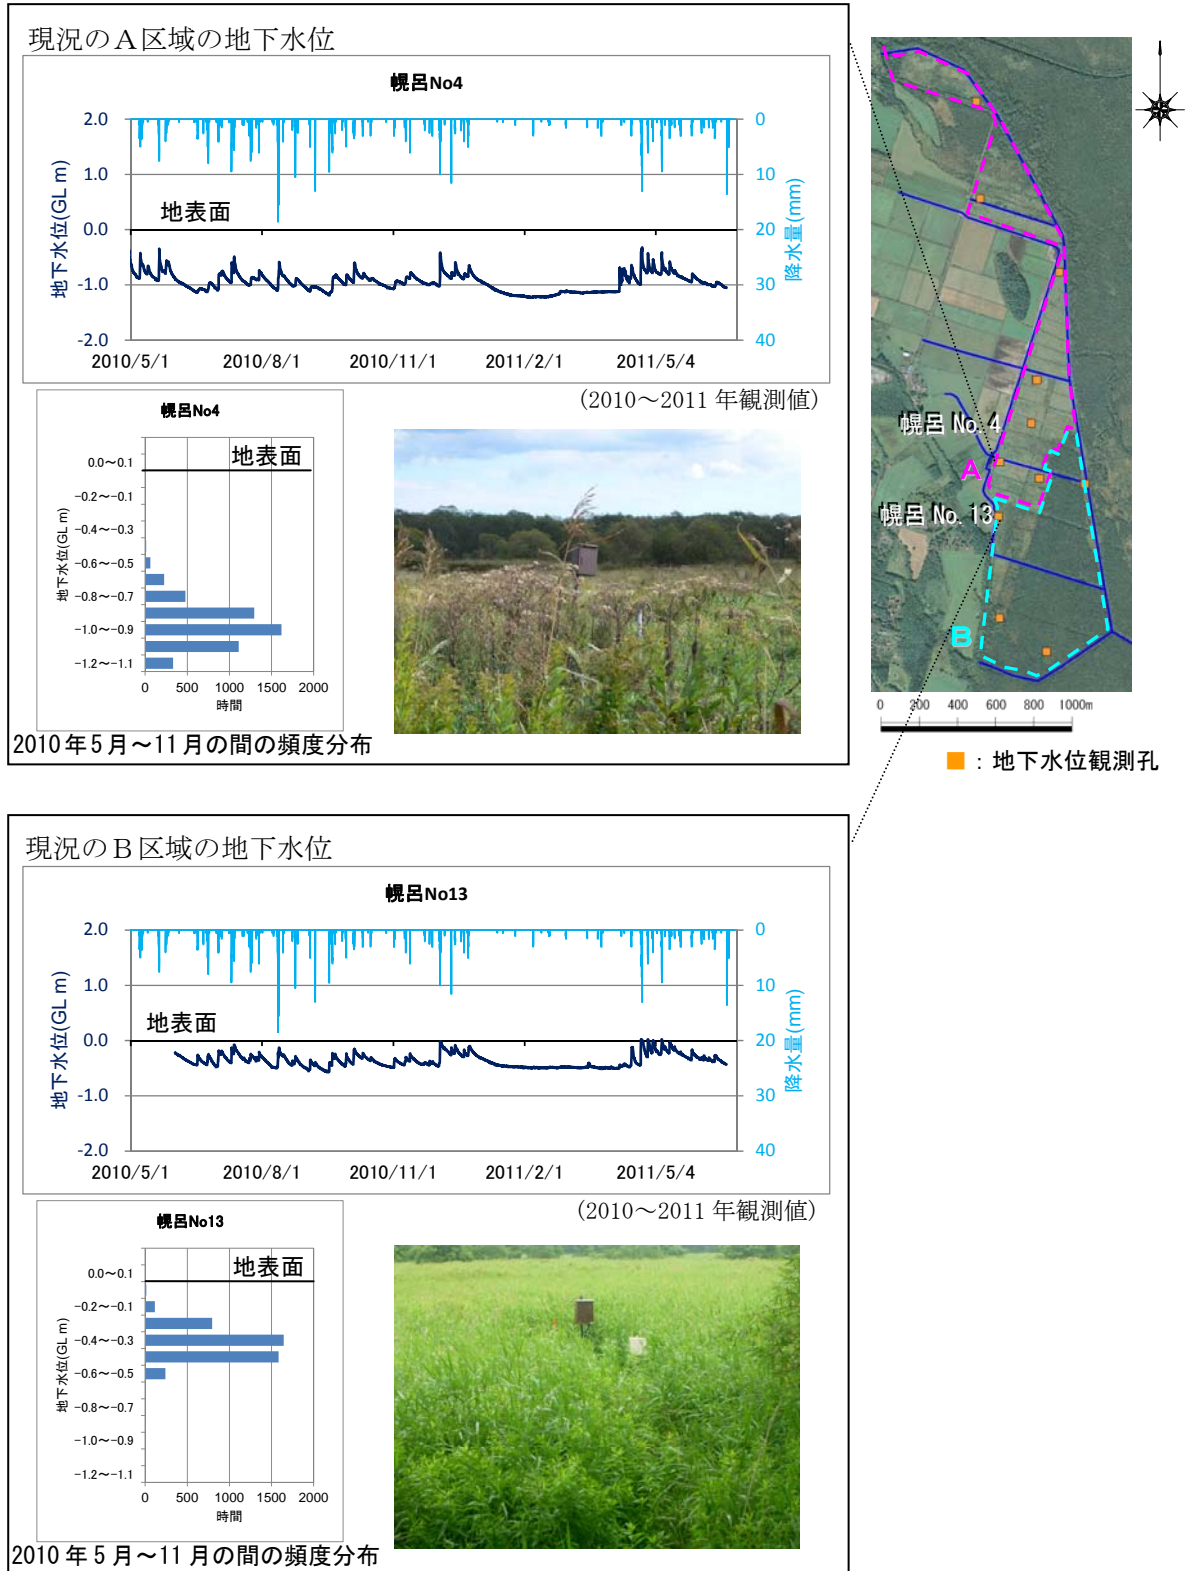 現況のA区域の地下水位
幌呂No4
地下水位(GL m)
2.0
1.0
0.0
-1.0
-2.0
地表面
0
10
20
30
40
降水量(mm)
2010/5/1
2010/8/1
2010/11/1
2011/2/1
2011/5/4
（2010～2011 年観測値）
幌呂No4
地表面
地下水位(GL m)
0.0～0.1
-0.2～-0.1
-0.4～-0.3
-0.6～-0.5
-0.8～-0.7
-1.0～-0.9
-1.2～-1.1
0
500
1000
1500
2000
時間
2010 年 5 月～11 月の間の頻度分布
幌呂 No. 4
A
幌呂 No. 13
B
0
200
400
600
800
1000m
：地下水位観測孔
現況のB区域の地下水位
幌呂No13
地下水位(GL m)
2.0
1.0
0.0
-1.0
-2.0
地表面
0
10
20
30
40
降水量(mm)
2010/5/1
2010/8/1
2010/11/1
2011/2/1
2011/5/4
（2010～2011 年観測値）
幌呂No13
地表面
地下水位(GL m)
0.0～0.1
-0.2～-0.1
-0.4～-0.3
-0.6～-0.5
-0.8～-0.7
-1.0～-0.9
-1.2～-1.1
0
500
1000
1500
2000
時間
2010 年 5 月～11 月の間の頻度分布